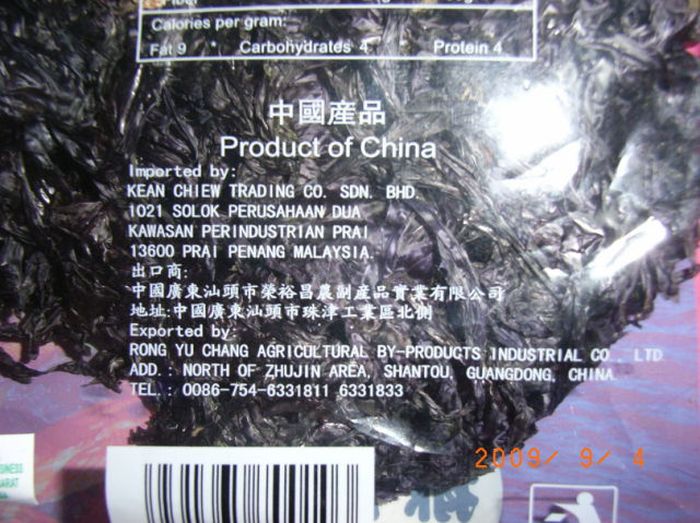 Fiber
Calories per gram:
Fat 9 * Carbohydrates 4 * Protein 4
中國産品
Product of China
Imported by:
KEAN CHIEW TRADING CO. SDN. BHD.
1021 SOLOK PERUSAHAAN DUA
KAWASAN PERINDUSTRIAN PRAI
13600 PRAI PENANG MALAYSIA.
出口商:
中國廣東汕頭市榮裕昌農副産品實業有限公司
地址:中國廣東汕頭市珠津工業區北側
Exported by:
RONG YU CHANG AGRICULTURAL BY-PRODUCTS INDUSTRIAL CO., LTD
ADD.: NORTH OF ZHUJIN AREA, SHANTOU, GUANGDONG, CHINA
TEL.: 0086-754-6331811 6331833
2009/ 9/ 4